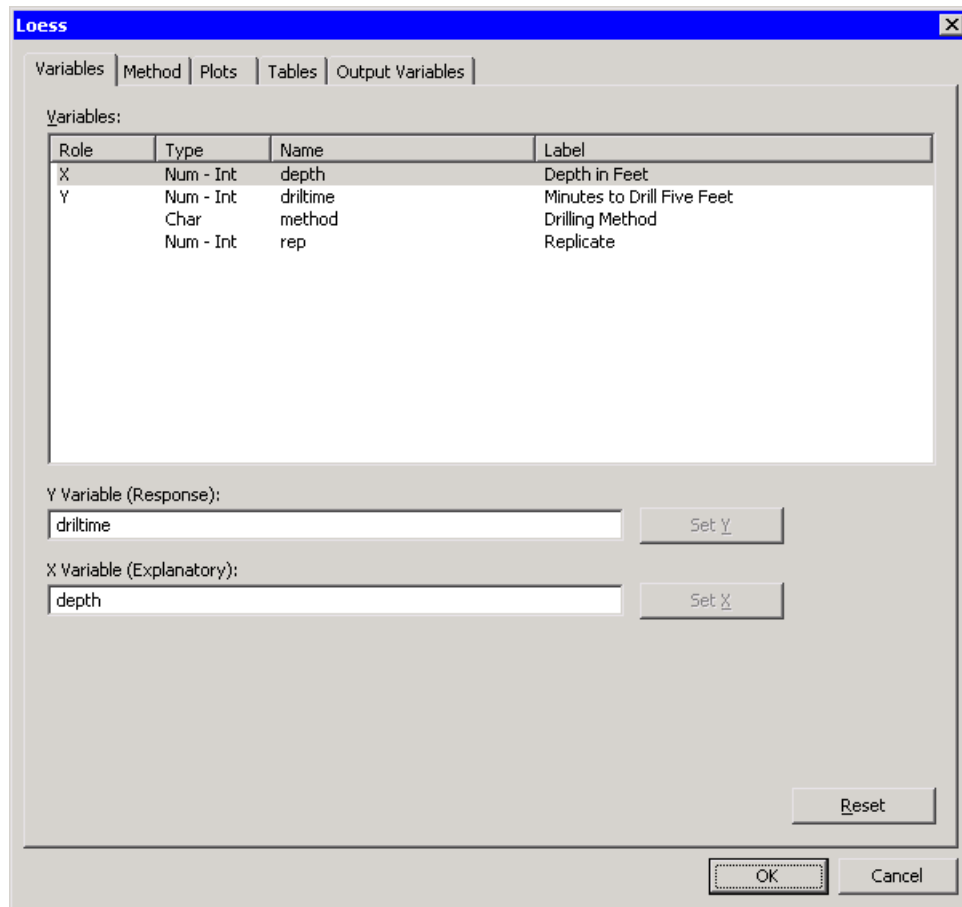 Loess
Variables Method Plots Tables Output Variables
Variables:
Role Type Name Label
X Num - Int depth Depth in Feet
Y Num - Int driltime Minutes to Drill Five Feet
Char method Drilling Method
Num - Int rep Replicate
Y Variable (Response):
driltime Set Y
X Variable (Explanatory):
depth Set X
Reset
OK Cancel